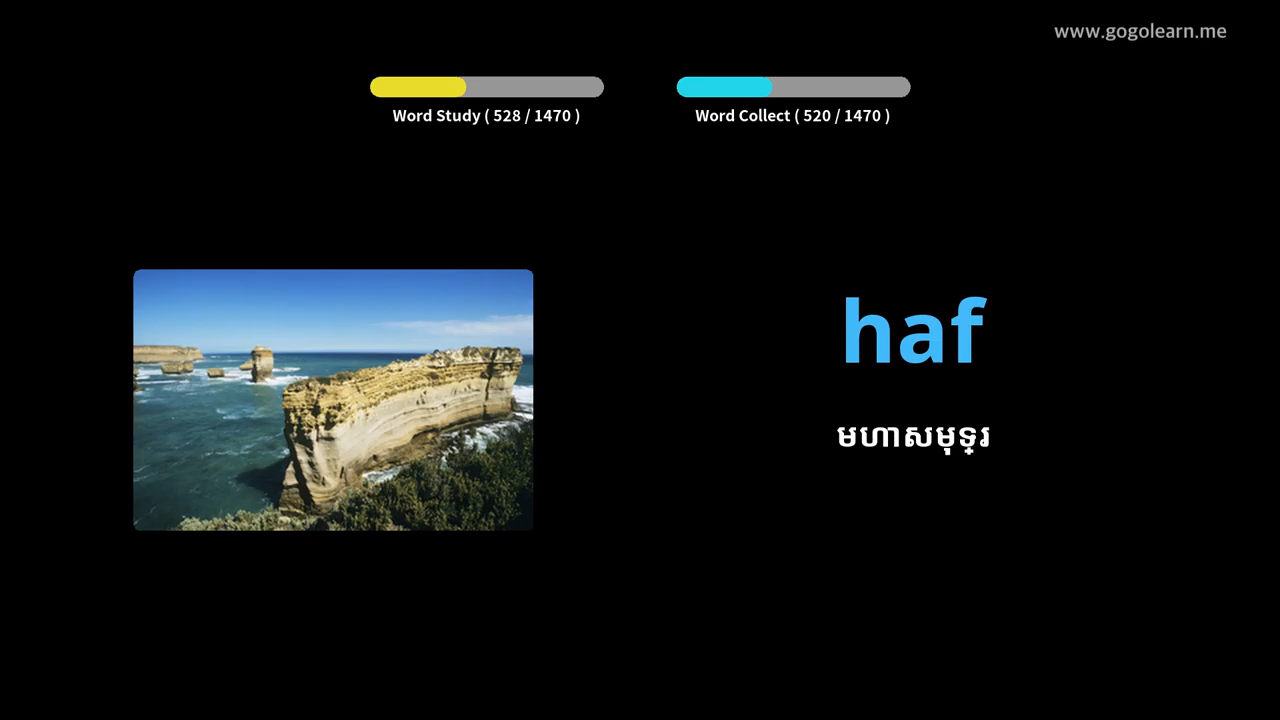 www.gogolearn.me
Word Study ( 528 / 1470 )
Word Collect ( 520 / 1470 )
haf
មហាសមុទ្រ